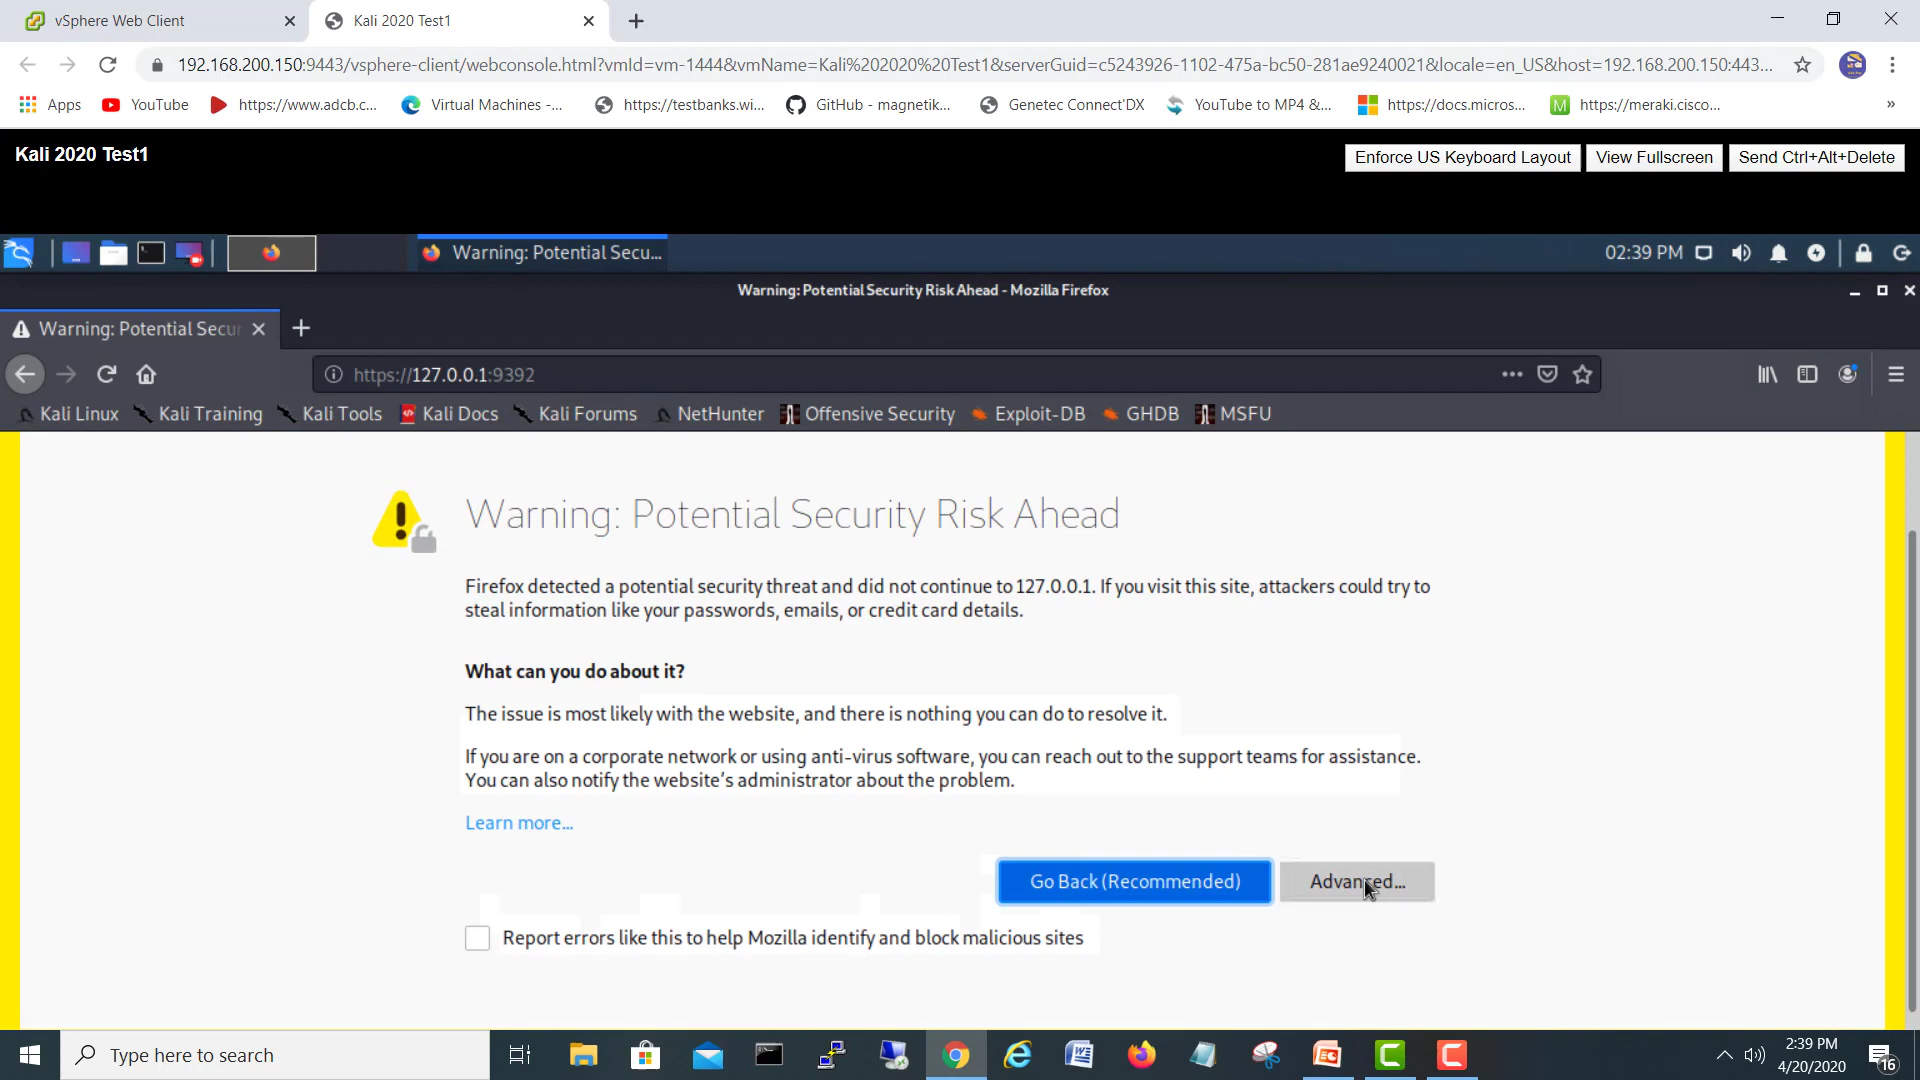 vSphere Web Client
Kali 2020 Test1
192.168.200.150:9443/vsphere-client/webconsole.html?vmId=vm-1444&vmName=Kali%202020%20Test1&serverGuid=c5243926-1102-475a-bc50-281ae9240021&locale=en_US&host=192.168.200.150:443...
Apps YouTube https://www.adcb.c... Virtual Machines -... https://testbanks.wi... GitHub - magnetik... Genetec Connect'DX YouTube to MP4 &... https://docs.micros... M https://meraki.cisco... »
Kali 2020 Test1
Enforce US Keyboard Layout View Fullscreen Send Ctrl+Alt+Delete
Warning: Potential Secu... 02:39 PM
Warning: Potential Security Risk Ahead - Mozilla Firefox
Warning: Potential Secur
https://127.0.0.1:9392
Kali Linux Kali Training Kali Tools Kali Docs Kali Forums NetHunter Offensive Security Exploit-DB GHDB MSFU
Warning: Potential Security Risk Ahead
Firefox detected a potential security threat and did not continue to 127.0.0.1. If you visit this site, attackers could try to
steal information like your passwords, emails, or credit card details.
What can you do about it?
The issue is most likely with the website, and there is nothing you can do to resolve it.
If you are on a corporate network or using anti-virus software, you can reach out to the support teams for assistance.
You can also notify the website's administrator about the problem.
Learn more...
Go Back (Recommended) Advanced...
Report errors like this to help Mozilla identify and block malicious sites
Type here to search
2:39 PM
4/20/2020
16